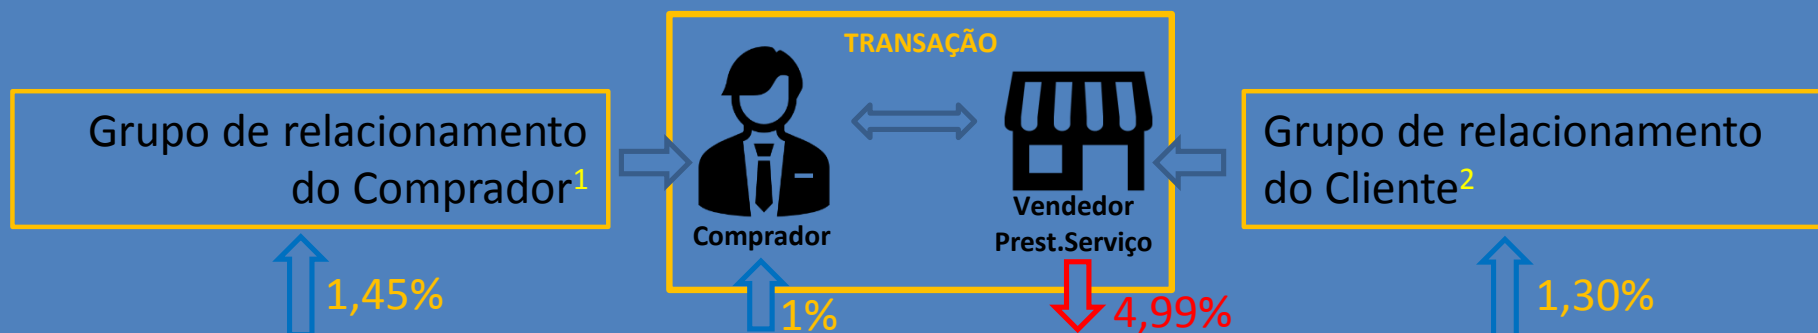 TRANSAÇÃO
Grupo de relacionamento
do Comprador¹
Comprador
Vendedor
Prest.Serviço
Grupo de relacionamento
do Cliente²
1,45%
1%
4,99%
1,30%